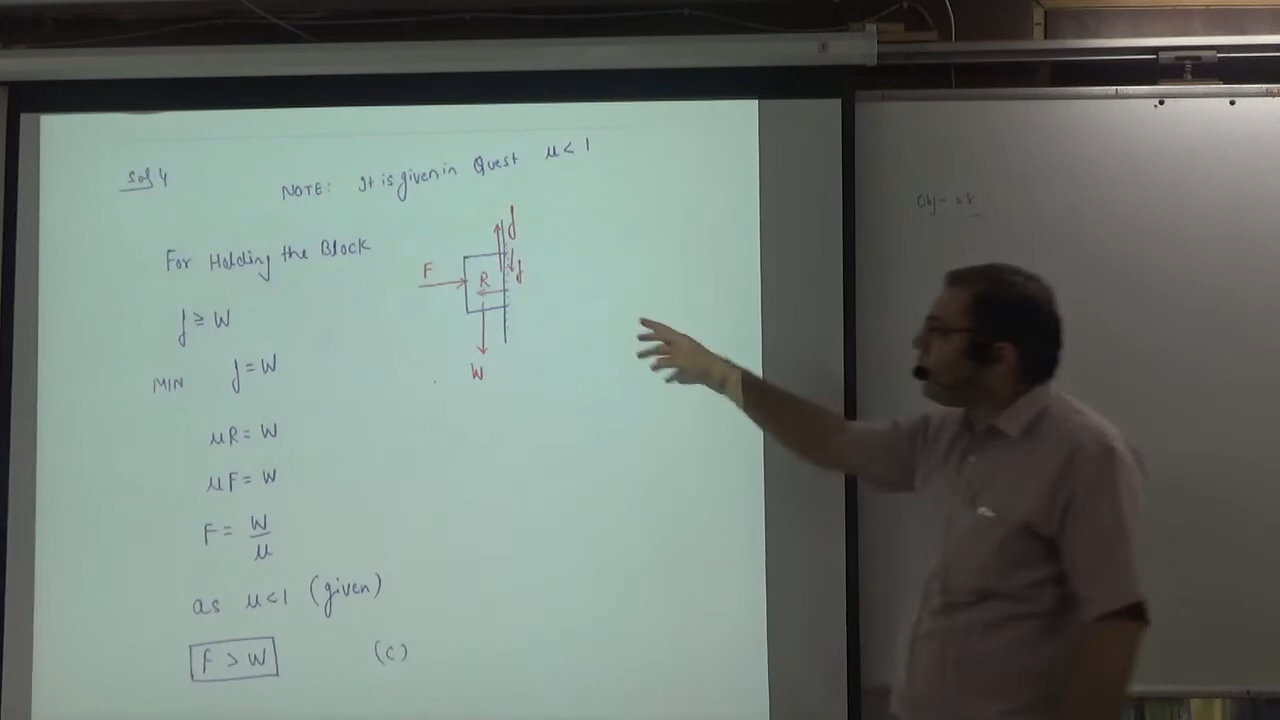 Sol 4
NOTE: It is given in Quest μ < 1
For Holding the Block
f ≥ W
MIN f = W
μR = W
μF = W
F = W/μ
as μ<1 (given)
F > W (C)
f
f
F
R
W
Obj-